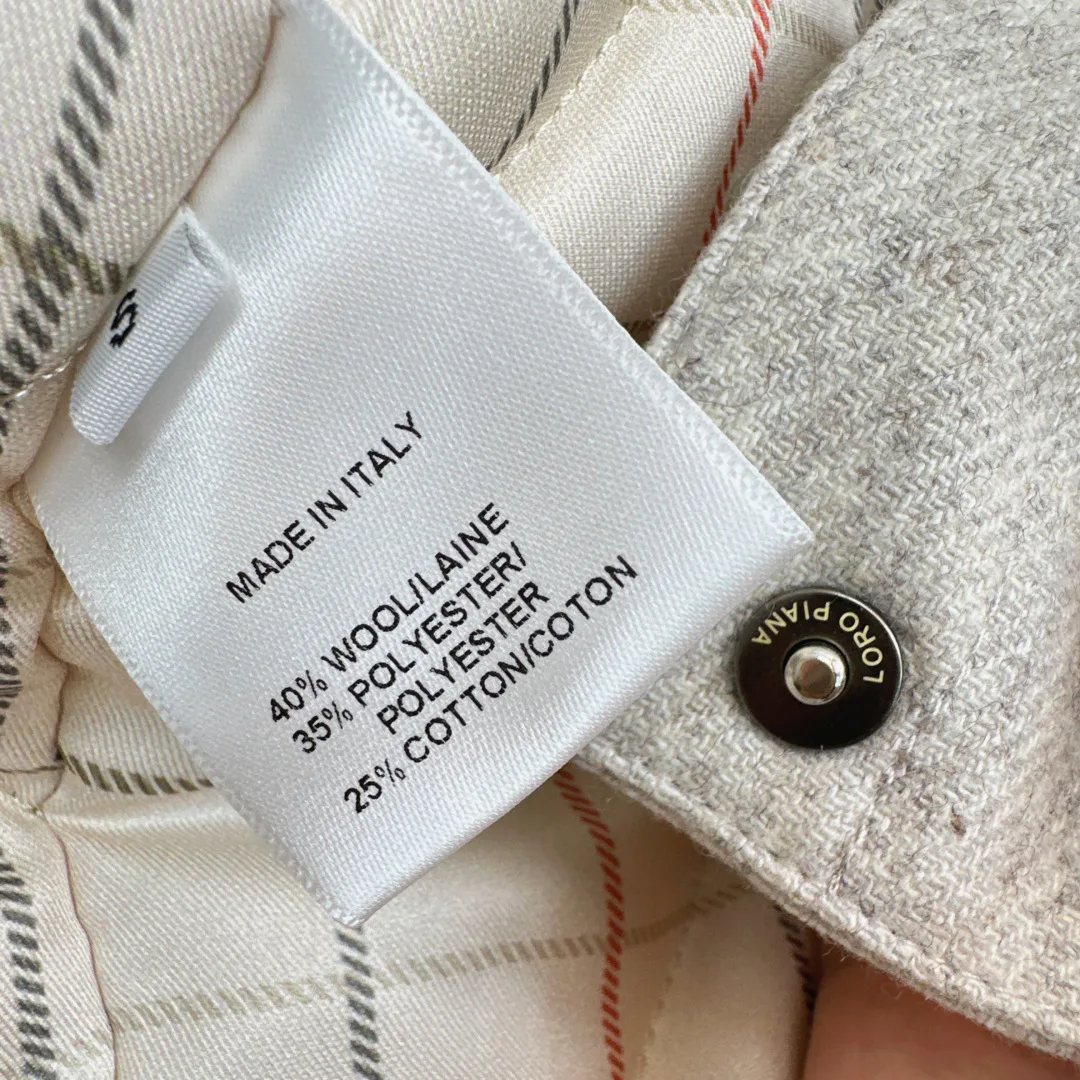 S
MADE IN ITALY
40% WOOL/LAINE
35% POLYESTER/
POLYESTER
25% COTTON/COTON
LORO PIANA